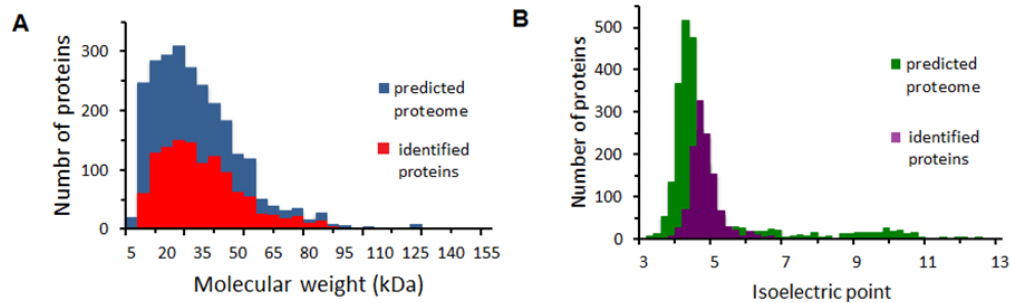 A
Numbr of proteins
300
200
100
0
5 20 35 50 65 80 95 110 125 140 155
Molecular weight (kDa)
predicted
proteome
identified
proteins
B
Number of proteins
500
400
300
200
100
0
3 5 7 9 11 13
Isoelectric point
predicted
proteome
identified
proteins